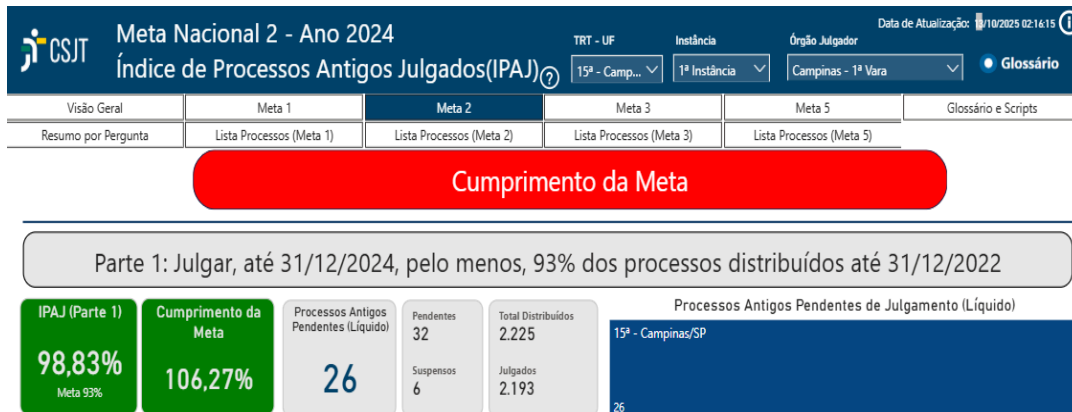 CSJT
Meta Nacional 2 - Ano 2024
Índice de Processos Antigos Julgados(IPAJ)
?
Data de Atualização: /10/2025 02:16:15
i
TRT - UF
Instância
Órgão Julgador
15ª - Camp...
1ª Instância
Campinas - 1ª Vara
Glossário
Visão Geral
Meta 1
Meta 2
Meta 3
Meta 5
Glossário e Scripts
Resumo por Pergunta
Lista Processos (Meta 1)
Lista Processos (Meta 2)
Lista Processos (Meta 3)
Lista Processos (Meta 5)
Cumprimento da Meta
Parte 1: Julgar, até 31/12/2024, pelo menos, 93% dos processos distribuídos até 31/12/2022
IPAJ (Parte 1)
98,83%
Meta 93%
Cumprimento da
Meta
106,27%
Processos Antigos
Pendentes (Líquido)
26
Pendentes
32
Suspensos
6
Total Distribuídos
2.225
Julgados
2.193
Processos Antigos Pendentes de Julgamento (Líquido)
15ª - Campinas/SP
26